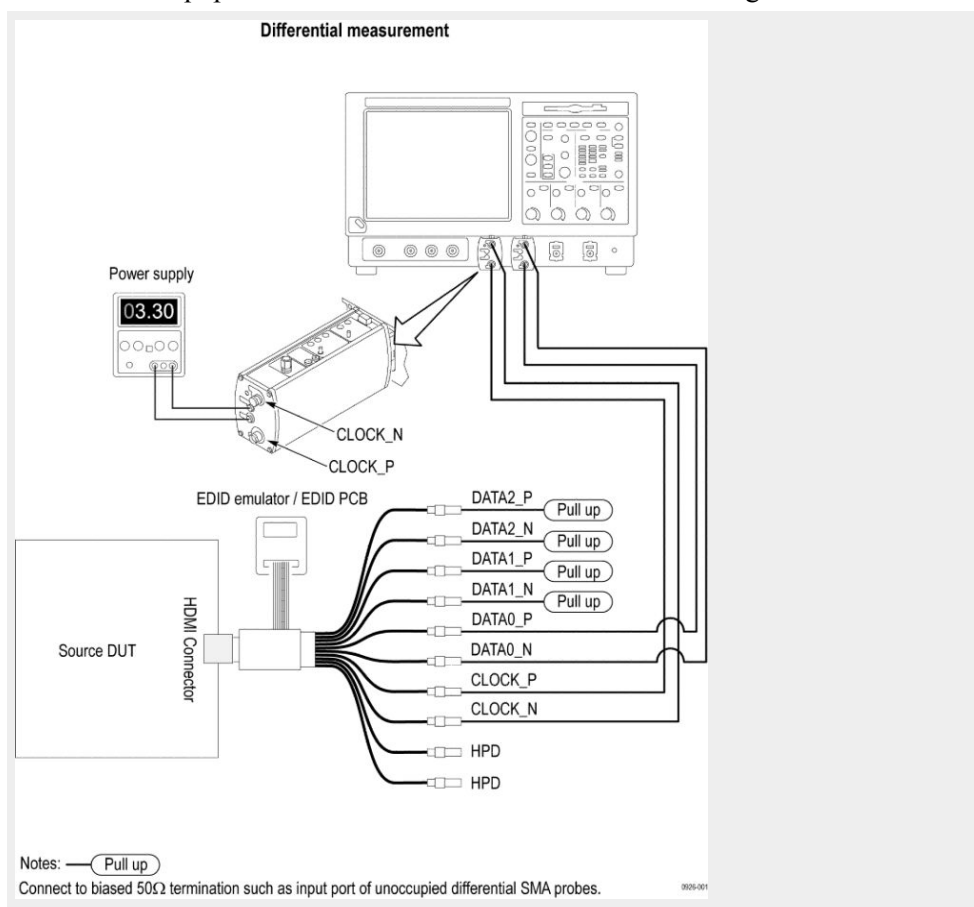 Differential measurement
Power supply
03.30
CLOCK_N
CLOCK_P
EDID emulator / EDID PCB
DATA2_P
Pull up
DATA2_N
Pull up
DATA1_P
Pull up
DATA1_N
Pull up
DATA0_P
DATA0_N
CLOCK_P
CLOCK_N
HPD
HPD
Source DUT
HDMI Connector
Notes: Pull up
Connect to biased 50Ω termination such as input port of unoccupied differential SMA probes.
0926-001